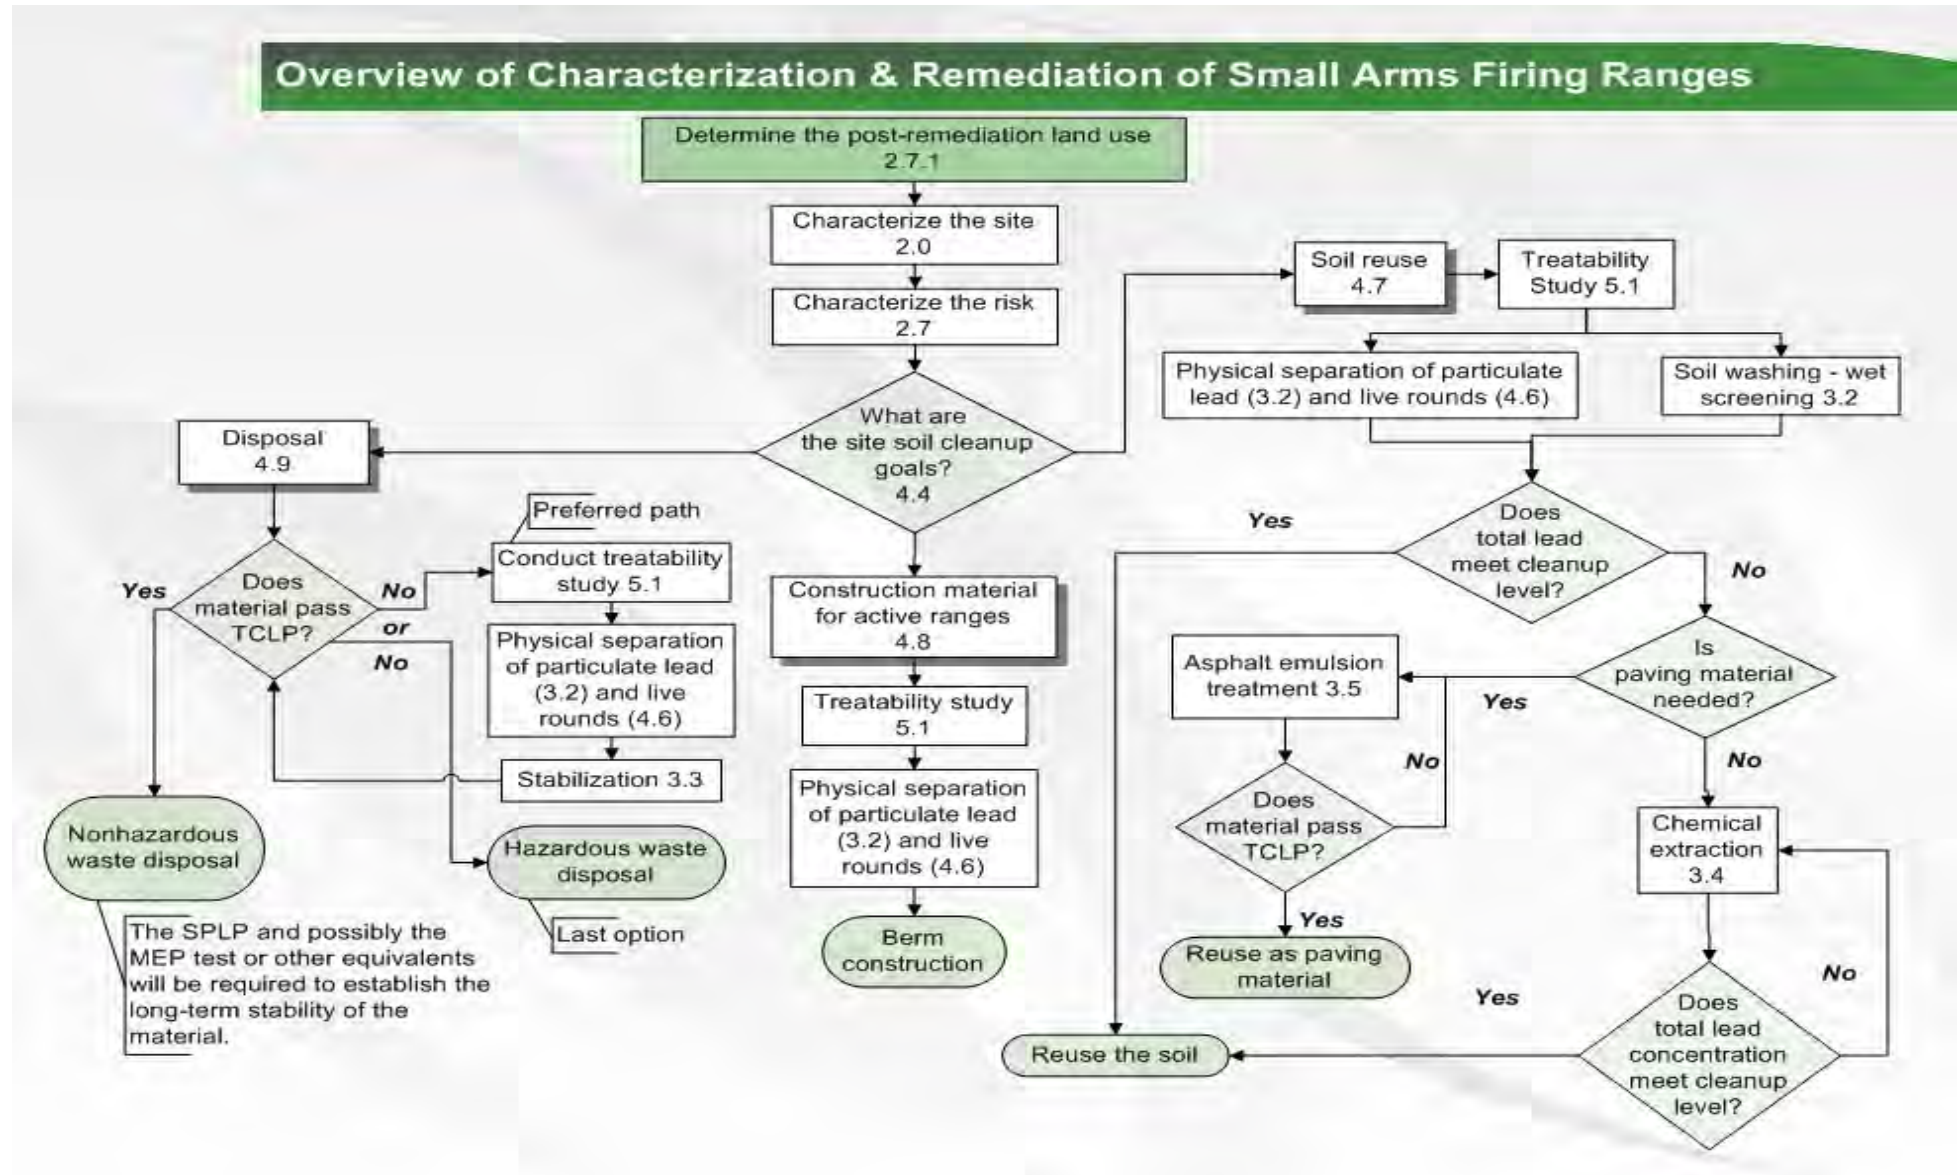 Overview of Characterization & Remediation of Small Arms Firing Ranges
Determine the post-remediation land use
2.7.1
Characterize the site
2.0
Characterize the risk
2.7
What are
the site soil cleanup
goals?
4.4
Disposal
4.9
Does
material pass
TCLP?
Yes
No
or
No
Preferred path
Conduct treatability
study 5.1
Physical separation
of particulate lead
(3.2) and live
rounds (4.6)
Stabilization 3.3
Nonhazardous
waste disposal
Hazardous waste
disposal
Last option
The SPLP and possibly the
MEP test or other equivalents
will be required to establish the
long-term stability of the
material.
Construction material
for active ranges
4.8
Treatability study
5.1
Physical separation
of particulate lead
(3.2) and live
rounds (4.6)
Berm
construction
Soil reuse
4.7
Treatability
Study 5.1
Physical separation of particulate
lead (3.2) and live rounds (4.6)
Soil washing - wet
screening 3.2
Does
total lead
meet cleanup
level?
Yes
No
Is
paving material
needed?
Yes
No
Asphalt emulsion
treatment 3.5
Does
material pass
TCLP?
No
Yes
Reuse as paving
material
Chemical
extraction
3.4
Does
total lead
concentration
meet cleanup
level?
No
Yes
Reuse the soil